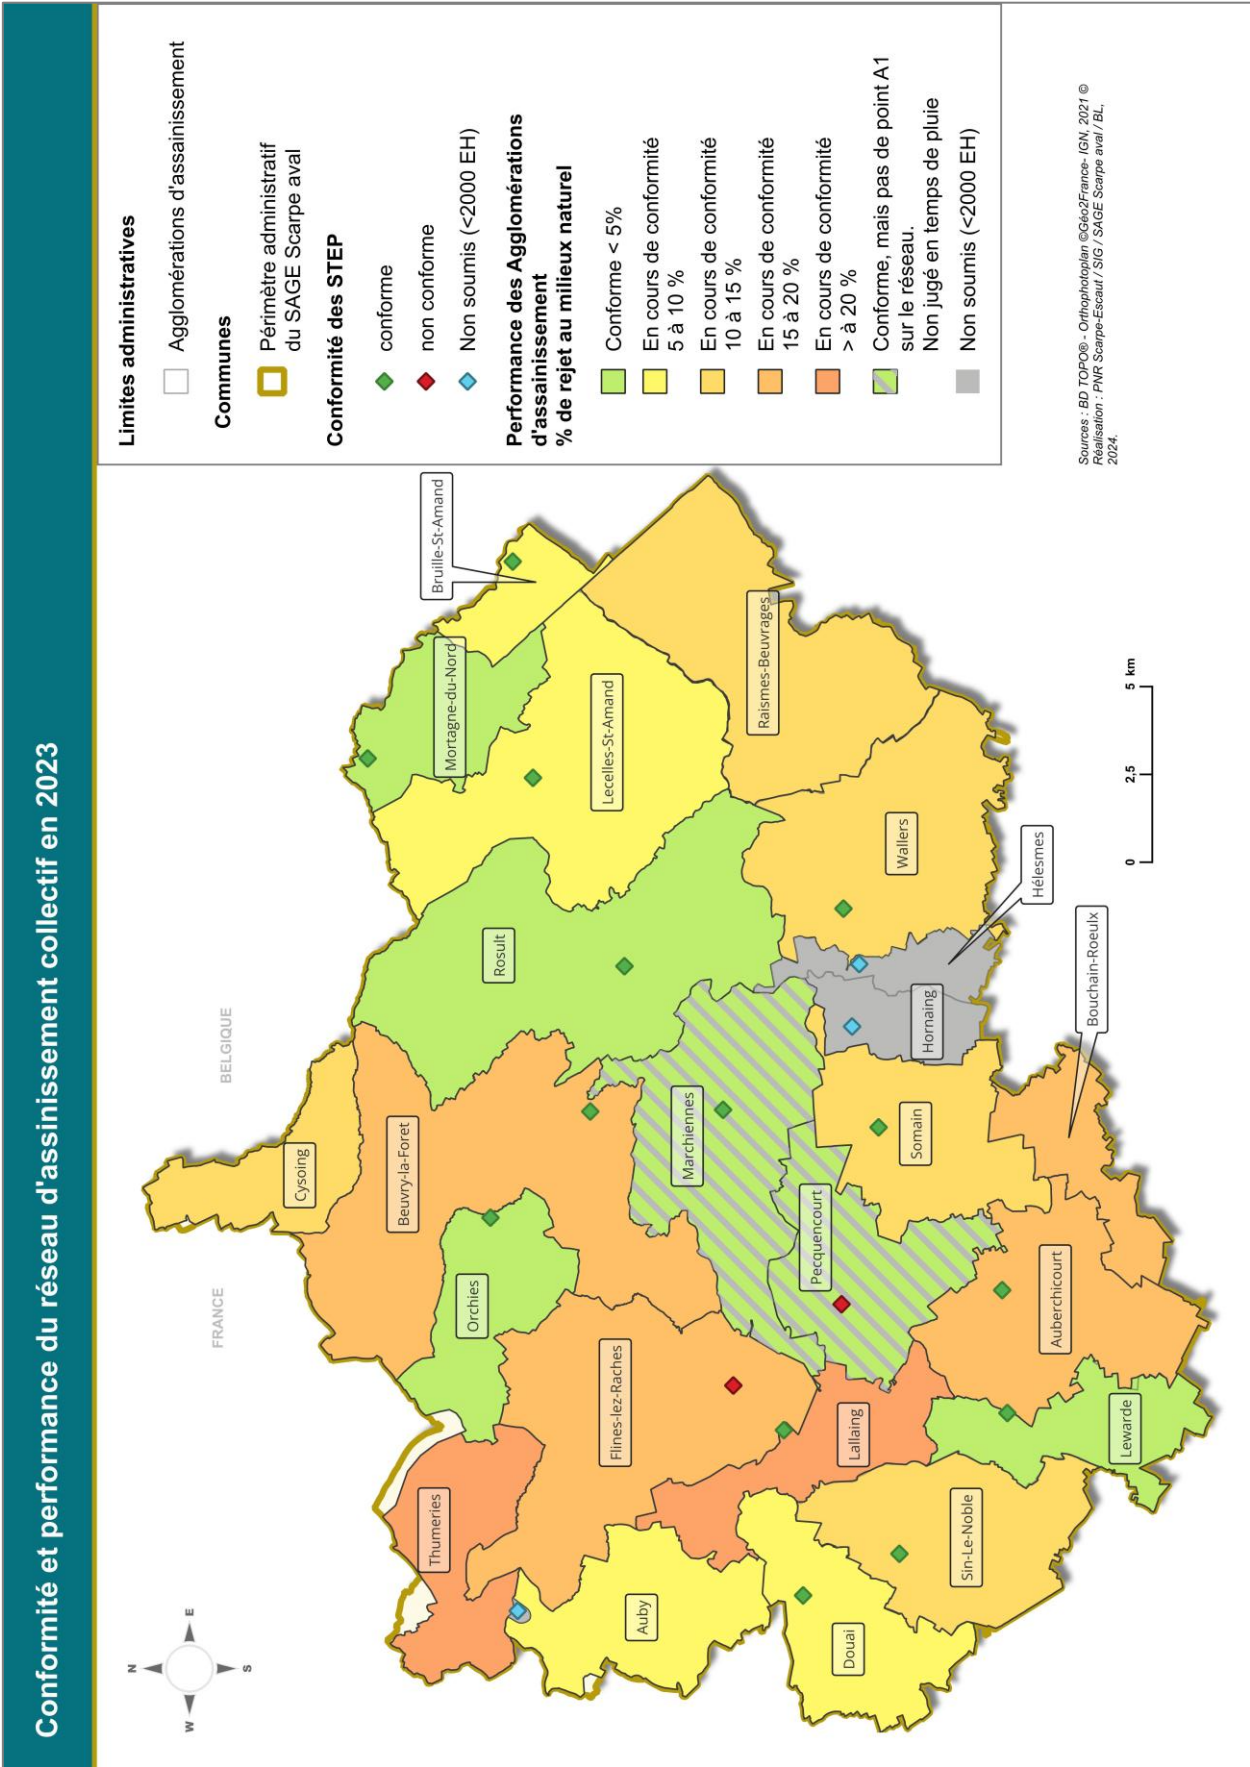 Conformité et performance du réseau d'assinissement collectif en 2023
N
W
E
S
FRANCE
BELGIQUE
Cysoing
Thumeries
Orchies
Beuvry-la-Foret
Rosult
Mortagne-du-Nord
Bruille-St-Amand
Lecelles-St-Amand
Auby
Flines-lez-Raches
Marchiennes
Raismes-Beuvrages
Douai
Lallaing
Pecquencourt
Sin-Le-Noble
Somain
Hornaing
Wallers
Lewarde
Auberchicourt
Hélesmes
Bouchain-Roeulx
0
2,5
5 km
Limites administratives
Agglomérations d'assainissement
Communes
Périmètre administratif
du SAGE Scarpe aval
Conformité des STEP
conforme
non conforme
Non soumis (<2000 EH)
Performance des Agglomérations
d'assainissement
% de rejet au milieux naturel
Conforme < 5%
En cours de conformité
5 à 10 %
En cours de conformité
10 à 15 %
En cours de conformité
15 à 20 %
En cours de conformité
> à 20 %
Conforme, mais pas de point A1
sur le réseau.
Non jugé en temps de pluie
Non soumis (<2000 EH)
Sources : BD TOPO® - Orthophotoplan ©Géo2France- IGN, 2021 ©
Réalisation : PNR Scarpe-Escaut / SIG / SAGE Scarpe aval / BL,
2024.